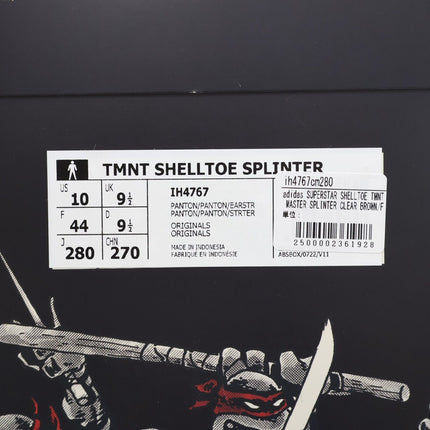 TMNT SHELLTOE SPLINTER
US
10
UK
9½
F
44
D
9½
J
280
CHN
270
IH4767
PANTON/PANTON/EARSTR
PANTON/PANTON/STRTER
ORIGINALS
ORIGINALS
MADE IN INDONESIA
FABRIQUÉ EN INDONÉSIE
ih4767cm280
adidas SUPERSTAR SHELLTOE TMNT
MASTER SPLINTER CLEAR BROWN/F
単位:
2500002361928
ABSBOX/0722/V11